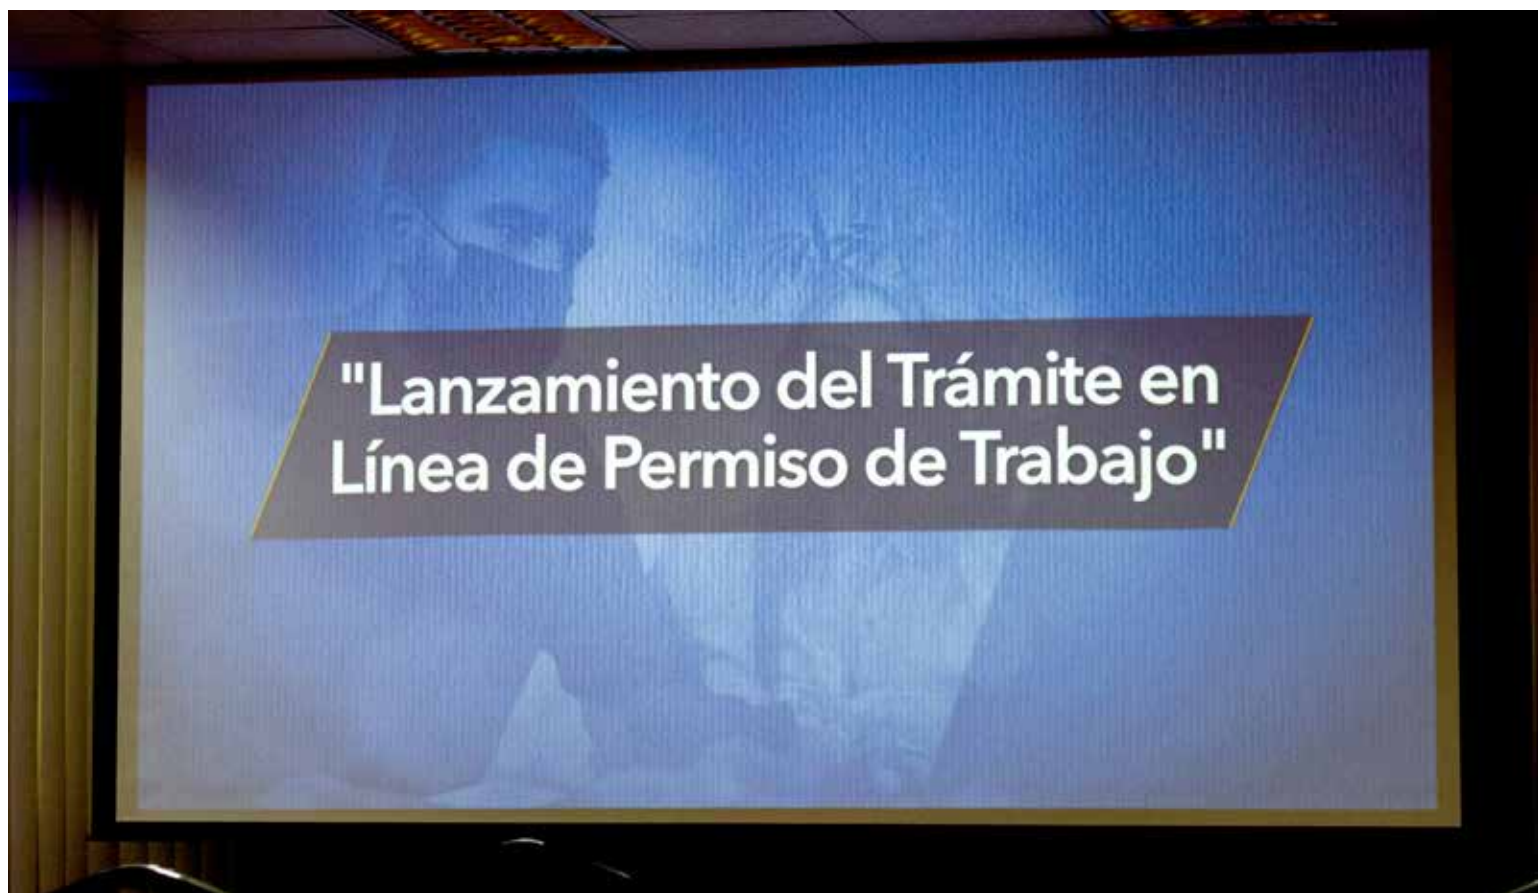 "Lanzamiento del Trámite en
Línea de Permiso de Trabajo"